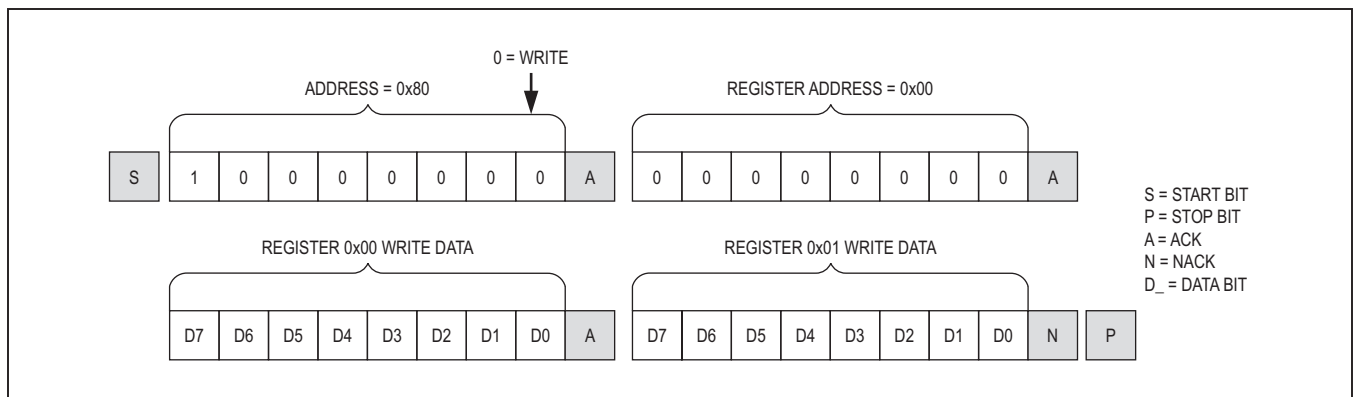 0 = WRITE
ADDRESS = 0x80
REGISTER ADDRESS = 0x00
S 1 0 0 0 0 0 0 0 A 0 0 0 0 0 0 0 0 A
S = START BIT
P = STOP BIT
A = ACK
N = NACK
D_ = DATA BIT
REGISTER 0x00 WRITE DATA
REGISTER 0x01 WRITE DATA
D7 D6 D5 D4 D3 D2 D1 D0 A D7 D6 D5 D4 D3 D2 D1 D0 N P